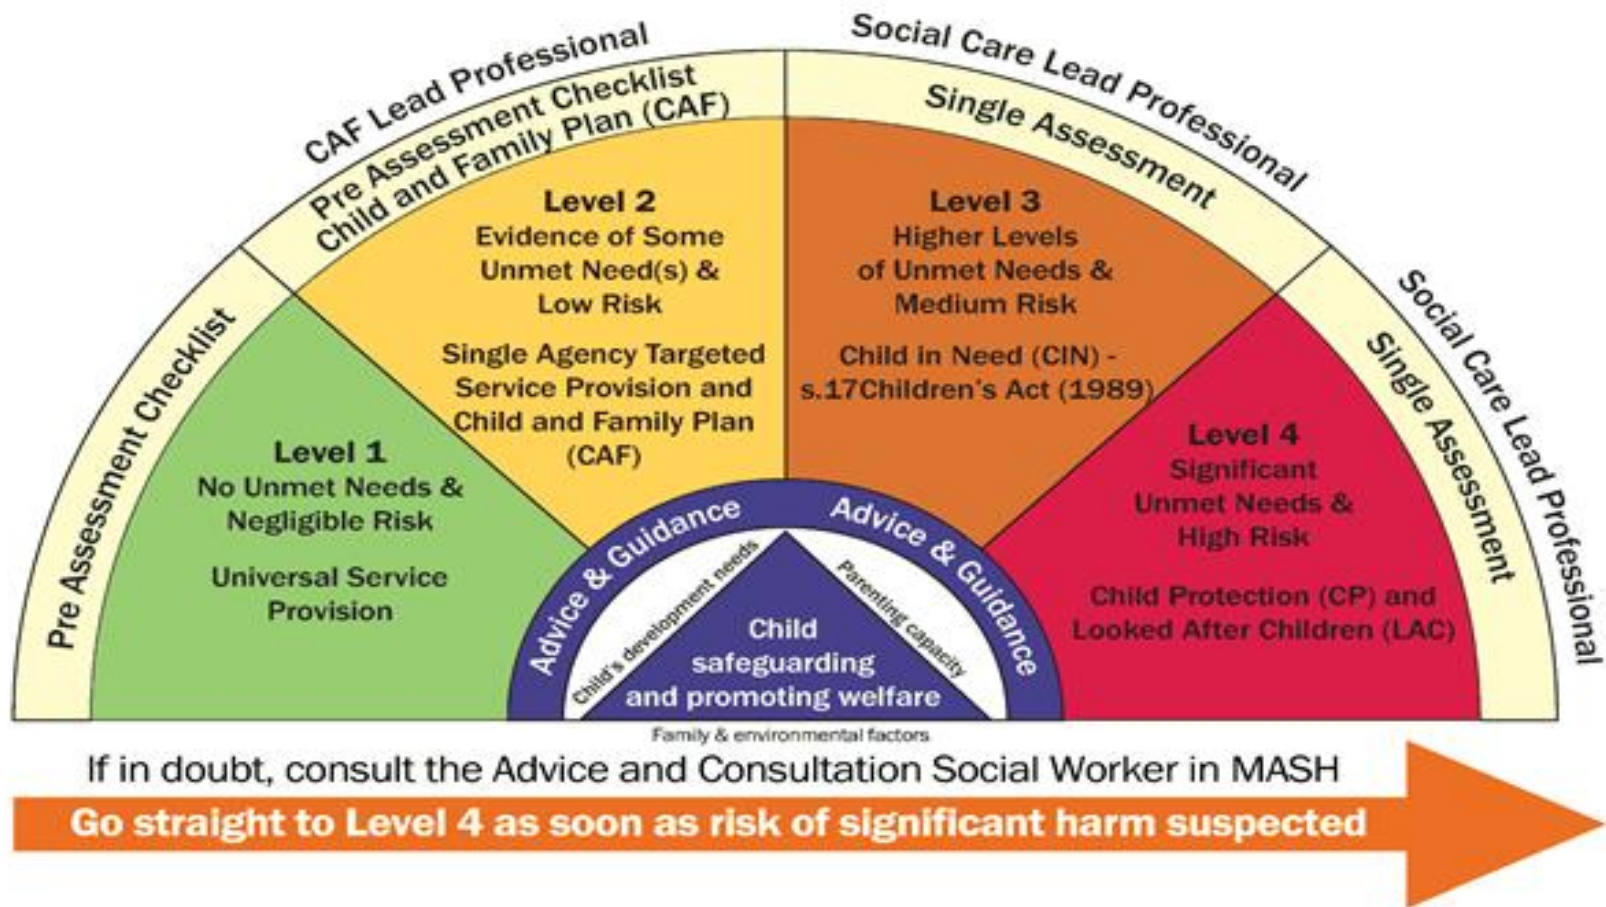 CAF Lead Professional
Social Care Lead Professional
Pre Assessment Checklist
Child and Family Plan (CAF)
Single Assessment
Social Care Lead Professional
Single Assessment
Pre Assessment Checklist
Level 1
No Unmet Needs &
Negligible Risk
Universal Service
Provision
Level 2
Evidence of Some
Unmet Need(s) &
Low Risk
Single Agency Targeted
Service Provision and
Child and Family Plan
(CAF)
Level 3
Higher Levels
of Unmet Needs &
Medium Risk
Child in Need (CIN) -
s.17Children's Act (1989)
Level 4
Significant
Unmet Needs &
High Risk
Child Protection (CP) and
Looked After Children (LAC)
Advice & Guidance
Advice & Guidance
Child's development needs
Parenting capacity
Child
safeguarding
and promoting welfare
Family & environmental factors
If in doubt, consult the Advice and Consultation Social Worker in MASH
Go straight to Level 4 as soon as risk of significant harm suspected